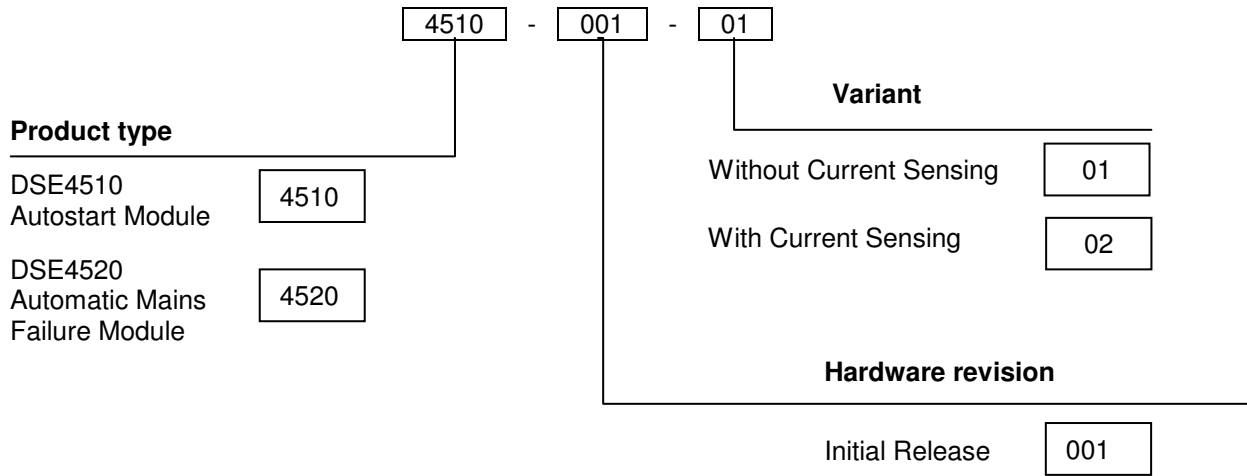 4510 - 001 - 01
Variant
Product type
Without Current Sensing 01
DSE4510
Autostart Module
4510
With Current Sensing 02
DSE4520
Automatic Mains
Failure Module
4520
Hardware revision
Initial Release 001